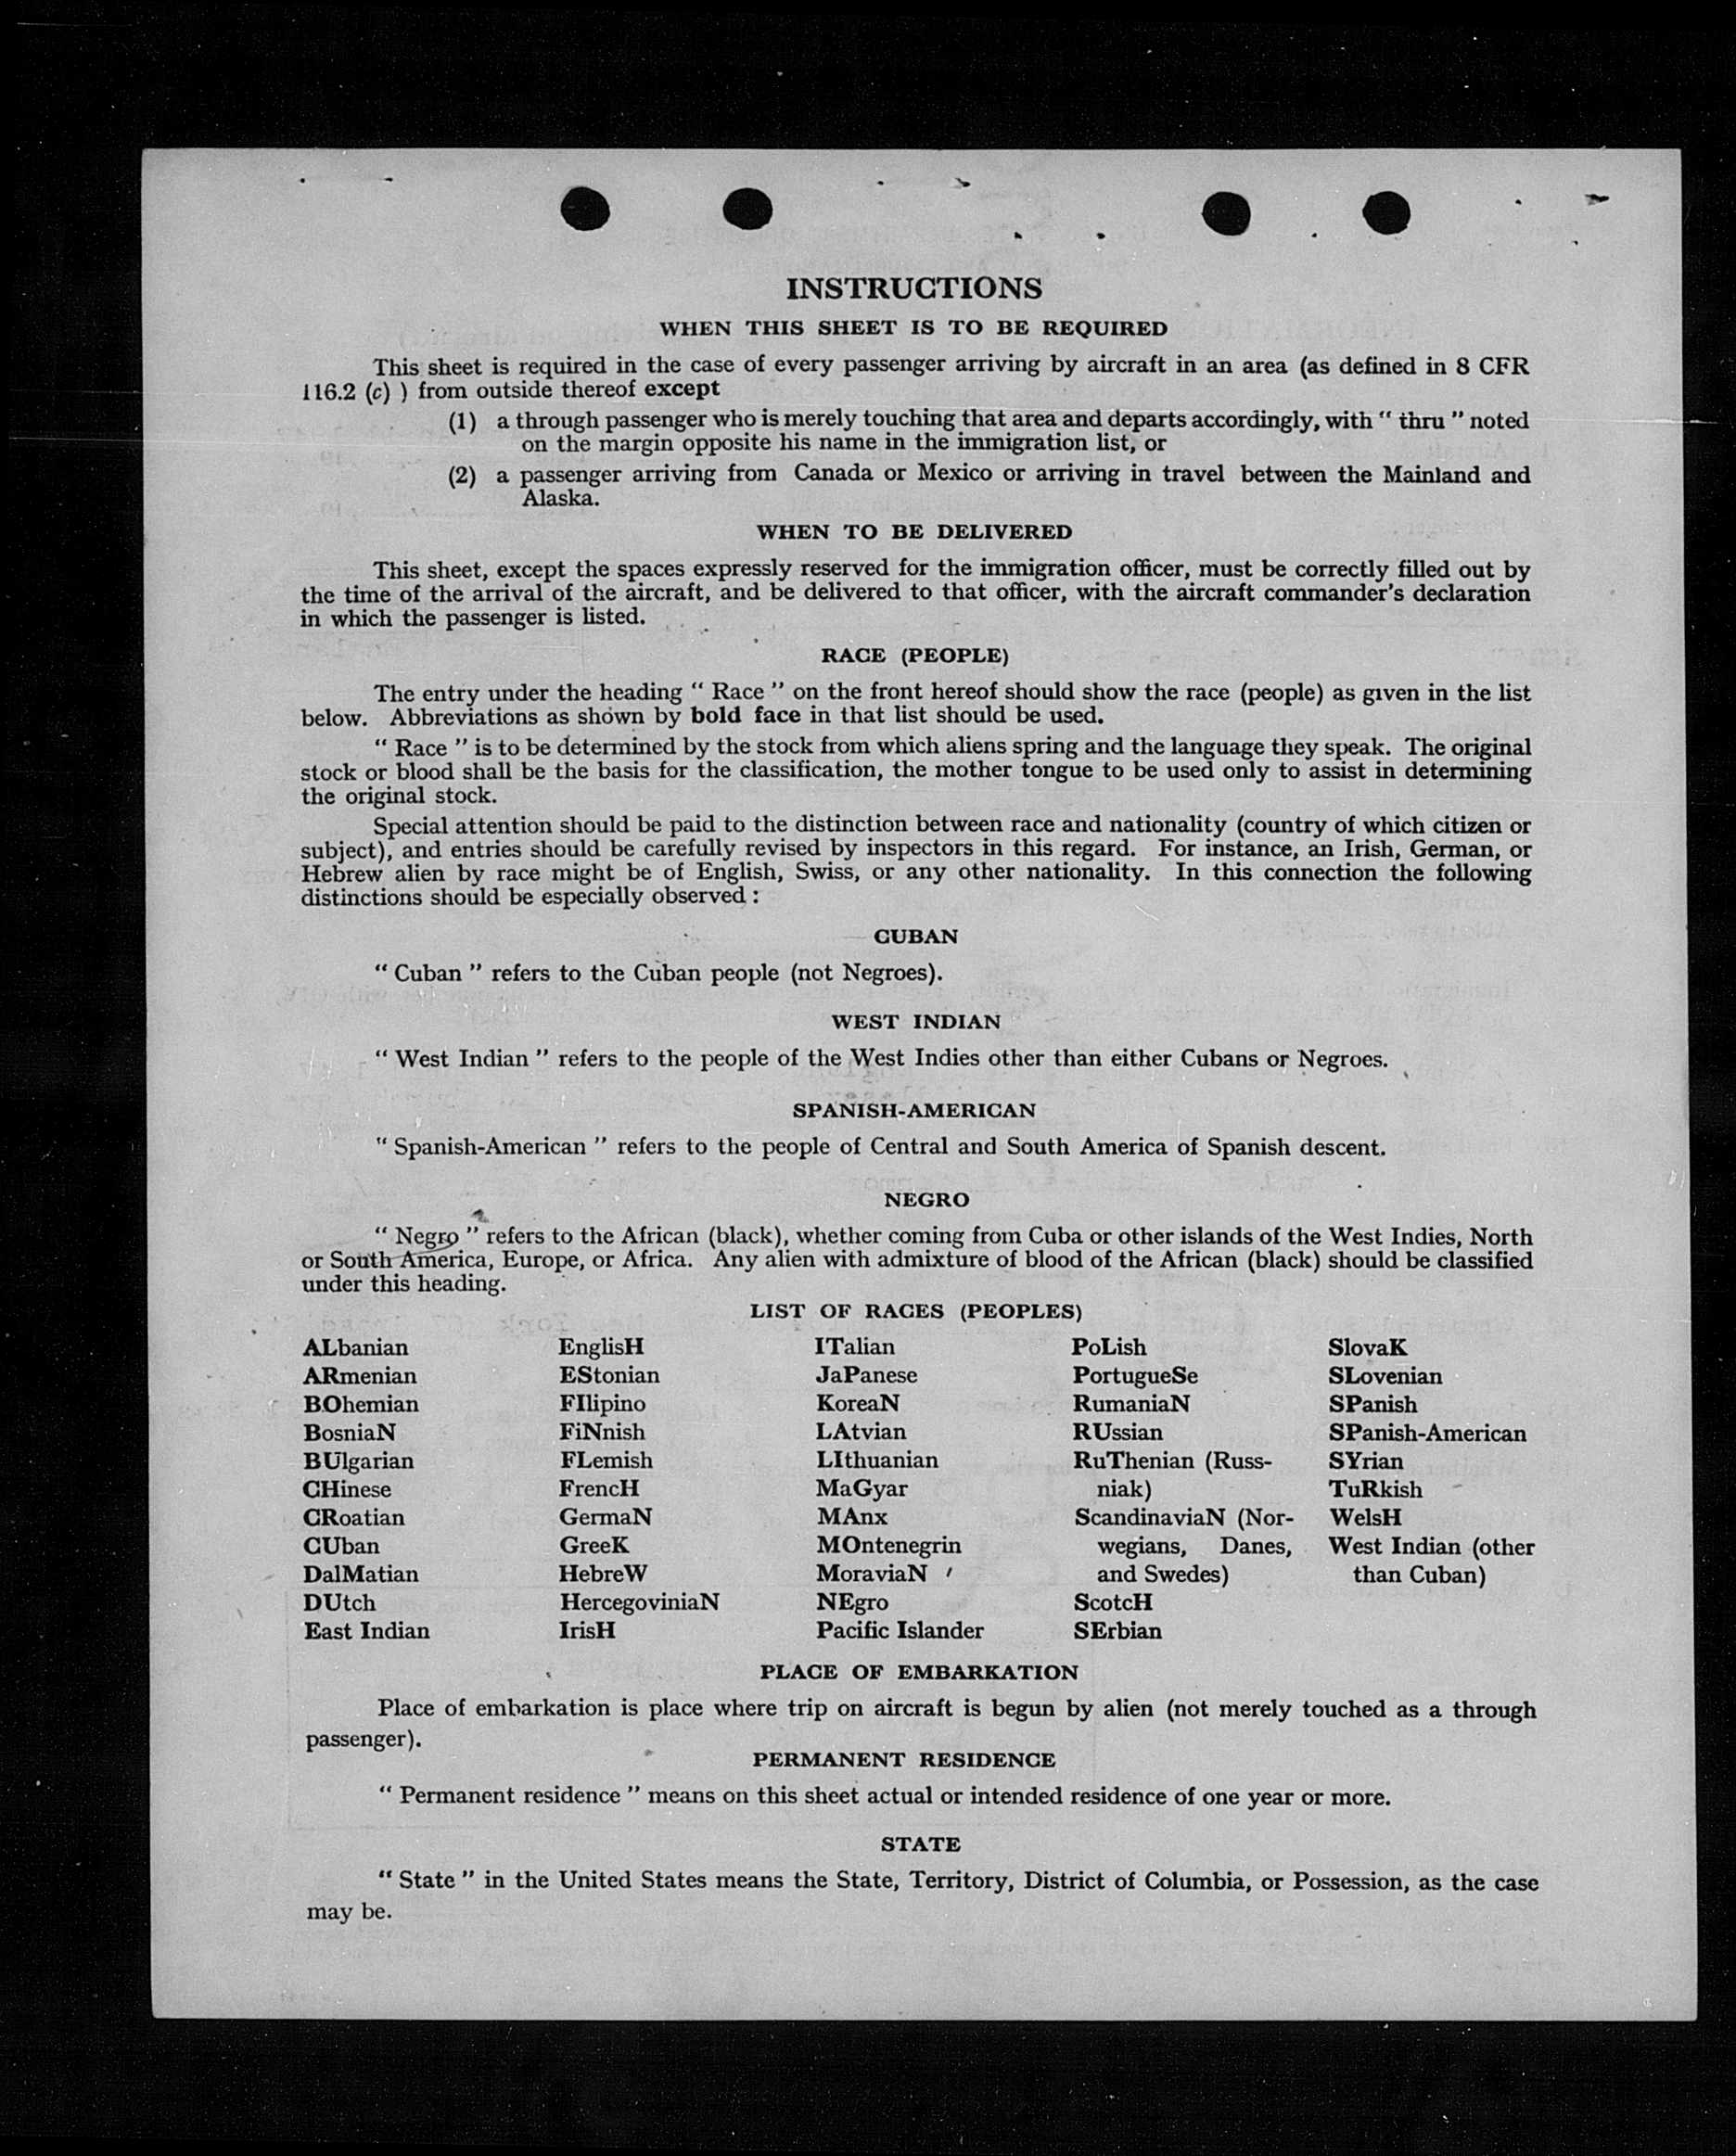 INSTRUCTIONS
WHEN THIS SHEET IS TO BE REQUIRED
This sheet is required in the case of every passenger arriving by aircraft in an area (as defined in 8 CFR
116.2 (c) ) from outside thereof except
(1) a through passenger who is merely touching that area and departs accordingly, with " thru " noted
on the margin opposite his name in the immigration list, or
(2) a passenger arriving from Canada or Mexico or arriving in travel between the Mainland and
Alaska.
WHEN TO BE DELIVERED
This sheet, except the spaces expressly reserved for the immigration officer, must be correctly filled out by
the time of the arrival of the aircraft, and be delivered to that officer, with the aircraft commander's declaration
in which the passenger is listed.
RACE (PEOPLE)
The entry under the heading " Race " on the front hereof should show the race (people) as given in the list
below. Abbreviations as shown by bold face in that list should be used.
" Race " is to be determined by the stock from which aliens spring and the language they speak. The original
stock or blood shall be the basis for the classification, the mother tongue to be used only to assist in determining
the original stock.
Special attention should be paid to the distinction between race and nationality (country of which citizen or
subject), and entries should be carefully revised by inspectors in this regard. For instance, an Irish, German, or
Hebrew alien by race might be of English, Swiss, or any other nationality. In this connection the following
distinctions should be especially observed :
CUBAN
" Cuban " refers to the Cuban people (not Negroes).
WEST INDIAN
" West Indian " refers to the people of the West Indies other than either Cubans or Negroes.
SPANISH-AMERICAN
" Spanish-American " refers to the people of Central and South America of Spanish descent.
NEGRO
" Negro " refers to the African (black), whether coming from Cuba or other islands of the West Indies, North
or South America, Europe, or Africa. Any alien with admixture of blood of the African (black) should be classified
under this heading.
LIST OF RACES (PEOPLES)
ALbanian
ARmenian
BOhemian
BosniaN
BUlgarian
CHinese
CRoatian
CUban
DalMatian
DUtch
East Indian
EnglisH
EStonian
FIlipino
FiNnish
FLemish
FrencH
GermaN
GreeK
HebreW
HercegoviniaN
IrisH
ITalian
JaPanese
KoreaN
LAtvian
LIthuanian
MaGyar
MAnx
MOntenegrin
MoraviaN
NEgro
Pacific Islander
PoLish
PortugueSe
RumaniaN
RUssian
RuThenian (Russ-
niak)
ScandinaviaN (Nor-
wegians, Danes,
and Swedes)
ScotcH
SErbian
SlovaK
SLovenian
SPanish
SPanish-American
SYrian
TuRkish
WelsH
West Indian (other
than Cuban)
PLACE OF EMBARKATION
Place of embarkation is place where trip on aircraft is begun by alien (not merely touched as a through
passenger).
PERMANENT RESIDENCE
" Permanent residence " means on this sheet actual or intended residence of one year or more.
STATE
" State " in the United States means the State, Territory, District of Columbia, or Possession, as the case
may be.